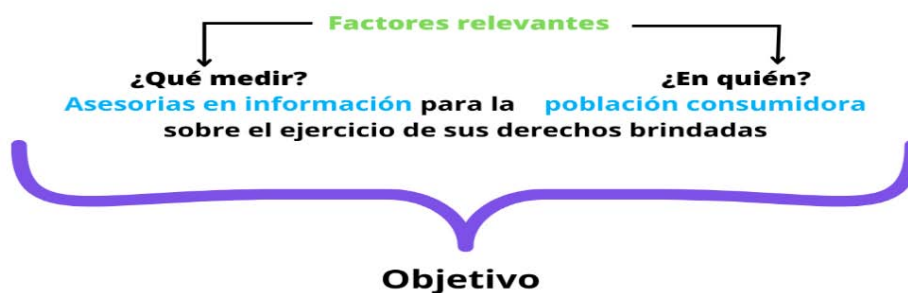 Factores relevantes
¿Qué medir? ¿En quién?
Asesorias en información para la población consumidora
sobre el ejercicio de sus derechos brindadas
Objetivo